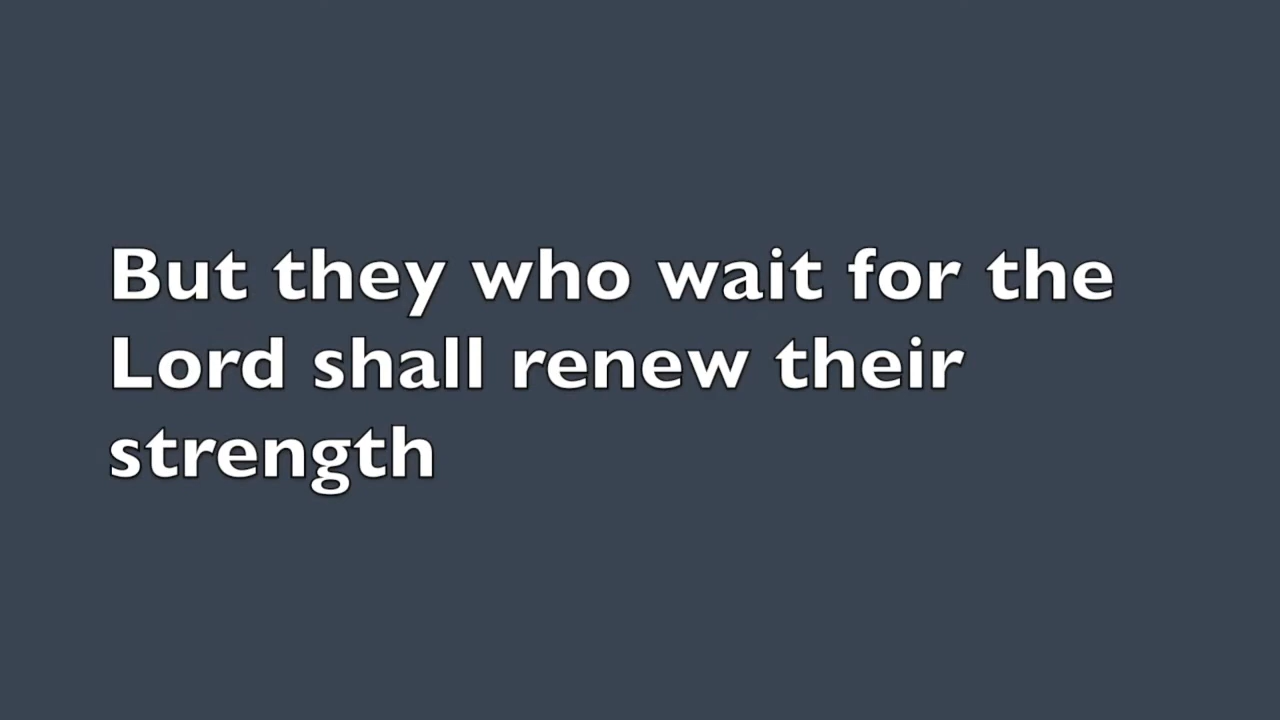 But they who wait for the
Lord shall renew their
strength